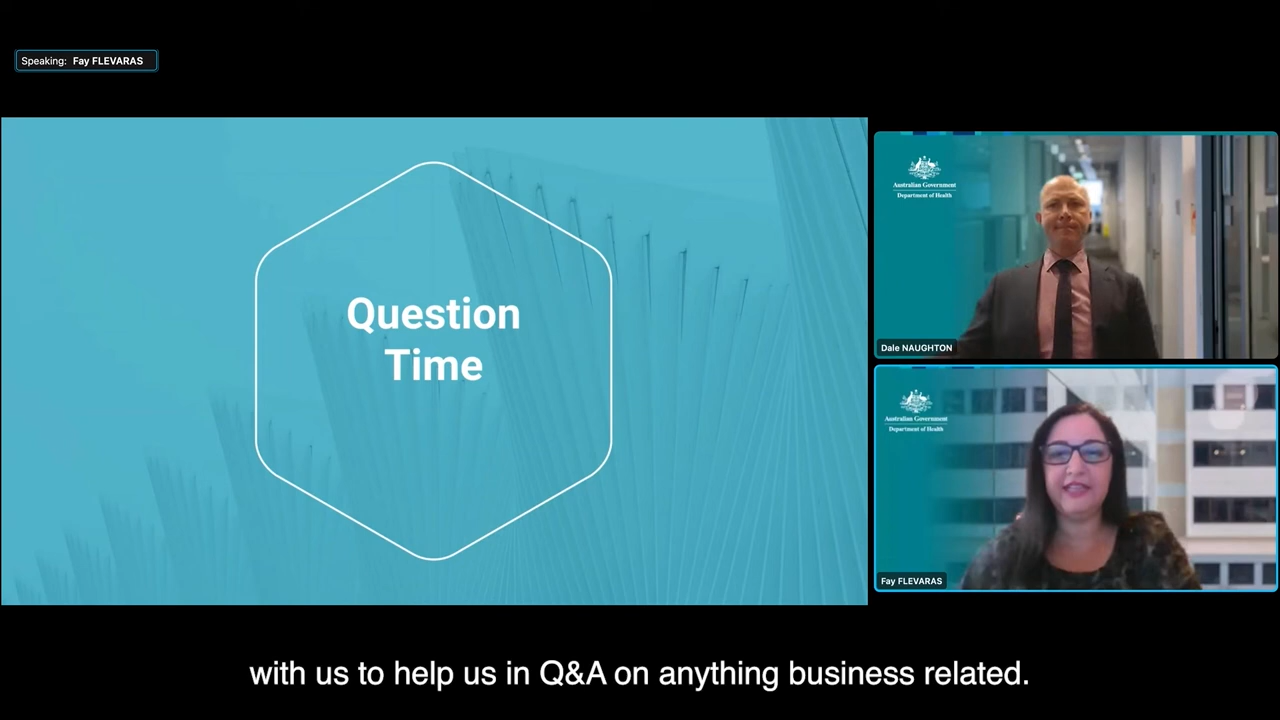 Speaking: Fay FLEVARAS
Question
Time
Australian Government
Department of Health
Dale NAUGHTON
Australian Government
Department of Health
Fay FLEVARAS
with us to help us in Q&A on anything business related.